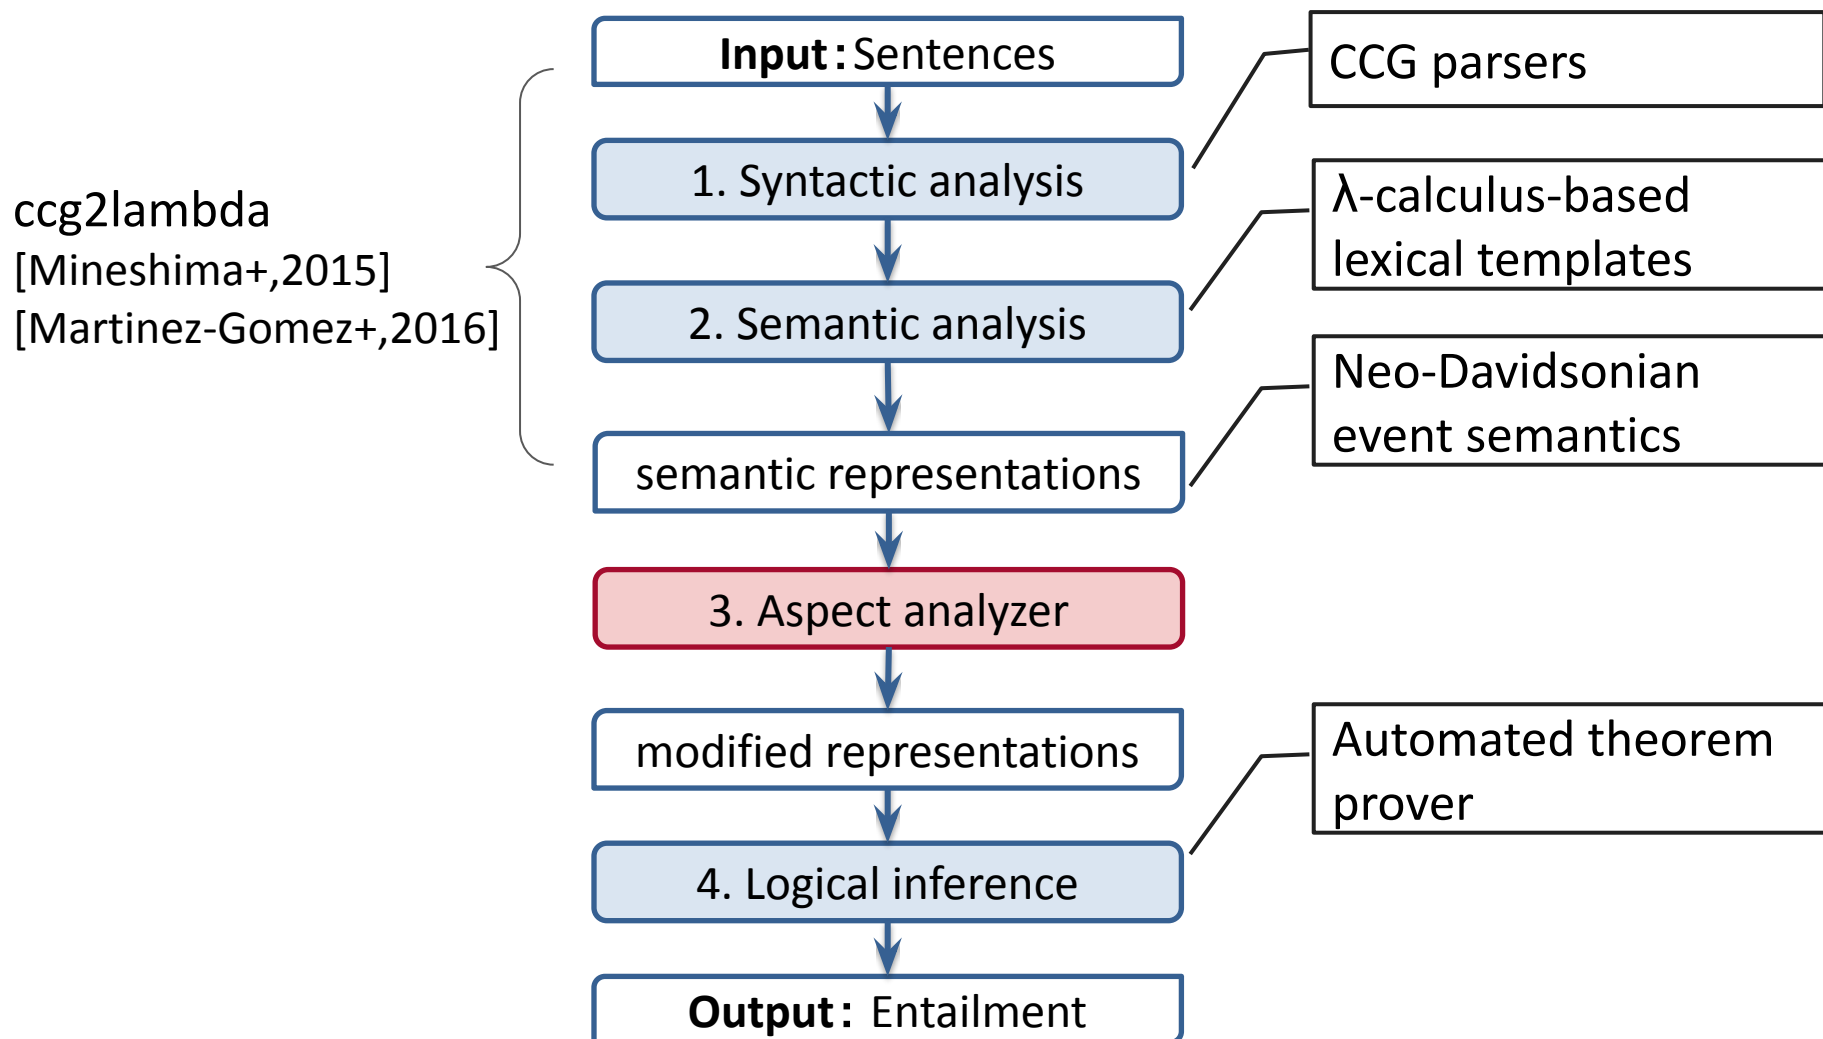 Input: Sentences
CCG parsers
1. Syntactic analysis
λ-calculus-based
lexical templates
ccg2lambda
[Mineshima+,2015]
[Martinez-Gomez+,2016]
2. Semantic analysis
Neo-Davidsonian
event semantics
semantic representations
3. Aspect analyzer
modified representations
Automated theorem
prover
4. Logical inference
Output: Entailment